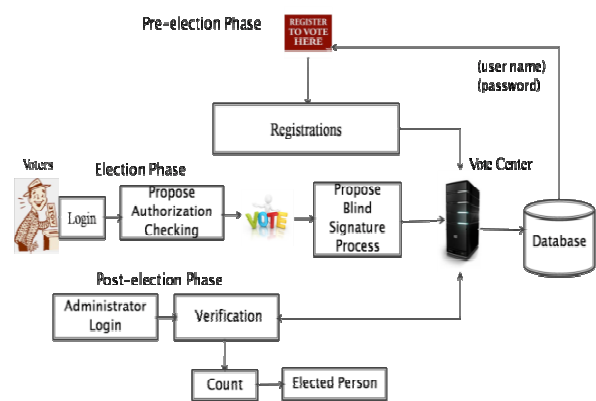 Pre-election Phase
REGISTER
TO VOTE
HERE
(user name)
(password)
Registrations
Voters
Election Phase
Vote Center
Login
Propose
Authorization
Checking
VOTE
Propose
Blind
Signature
Process
Database
Post-election Phase
Administrator
Login
Verification
Count
Elected Person